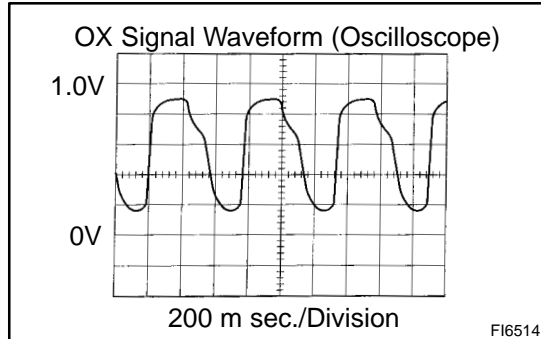 OX Signal Waveform (Oscilloscope)
1.0V
0V
200 m sec./Division
FI6514